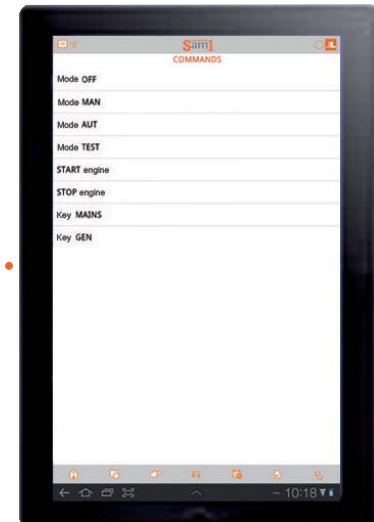 Sam1
COMMANDS
Mode OFF
Mode MAN
Mode AUT
Mode TEST
START engine
STOP engine
Key MAINS
Key GEN
10:18